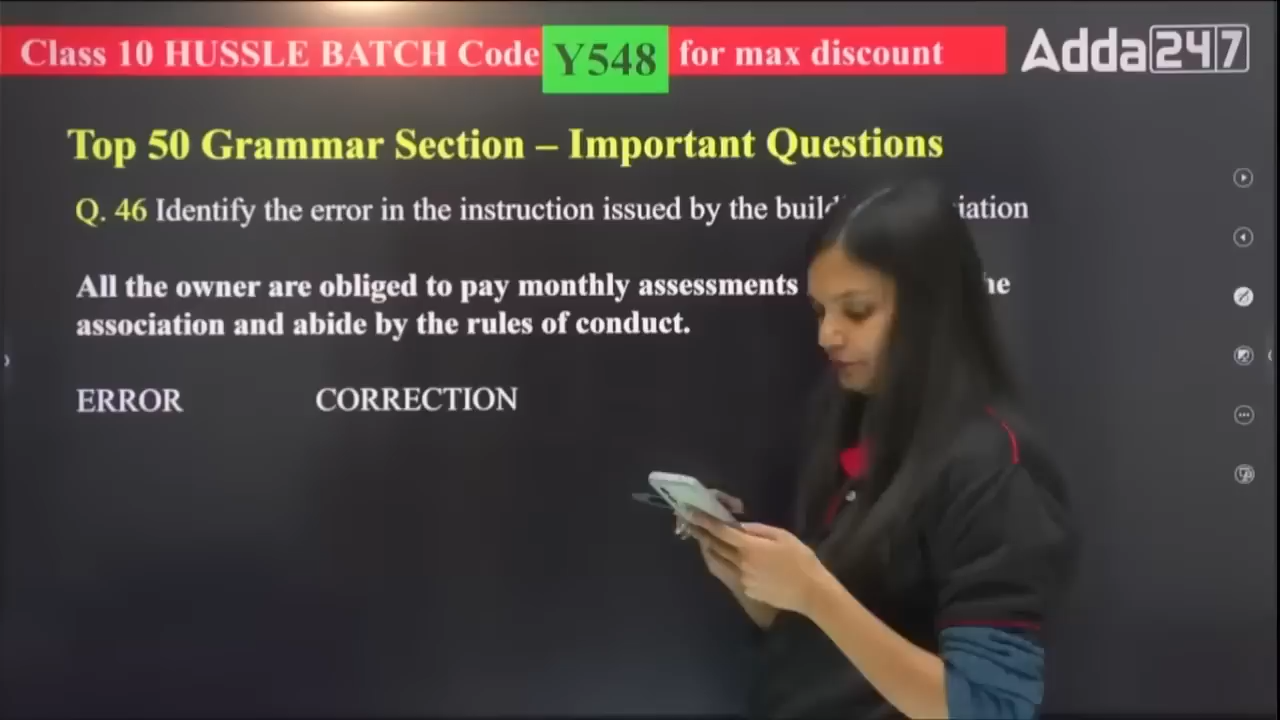 Class 10 HUSSLE BATCH Code Y548 for max discount
Adda247
Top 50 Grammar Section – Important Questions
Q. 46 Identify the error in the instruction issued by the
All the owner are obliged to pay monthly assessments
association and abide by the rules of conduct.
ERROR CORRECTION